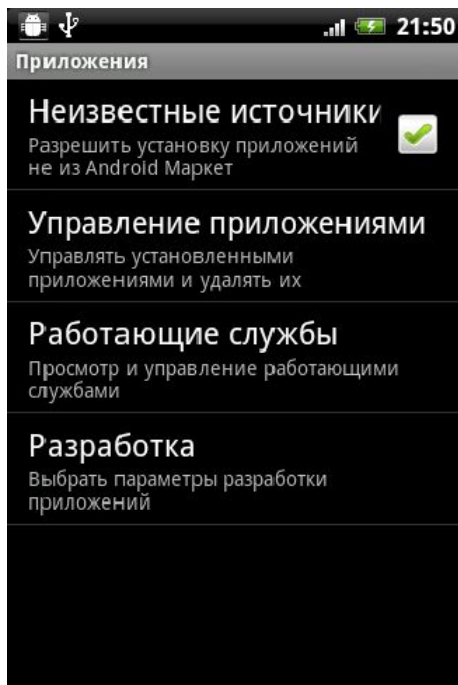 21:50
Приложения
Неизвестные источники
Разрешить установку приложений
не из Android Маркет
Управление приложениями
Управлять установленными
приложениями и удалять их
Работающие службы
Просмотр и управление работающими
службами
Разработка
Выбрать параметры разработки
приложений